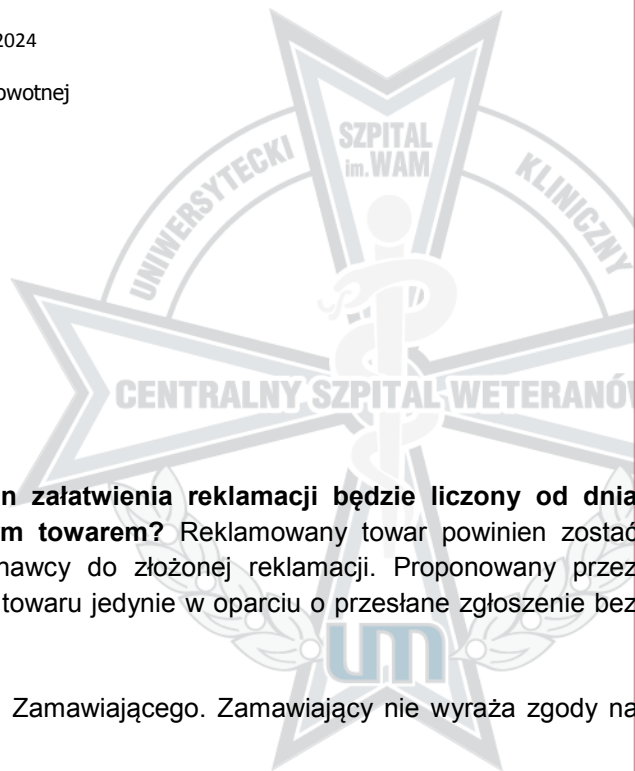 2024
owotnej
UNIWERSYTECKI
SZPITAL
im. WAM
KLINICZNY
CENTRALNY SZPITAL WETERANÓW
n załatwienia reklamacji będzie liczony od dnia
m towarem? Reklamowany towar powinien zostać
nawcy do złożonej reklamacji. Proponowany przez
towaru jedynie w oparciu o przesłane zgłoszenie bez
um
Zamawiającego. Zamawiający nie wyraża zgody na